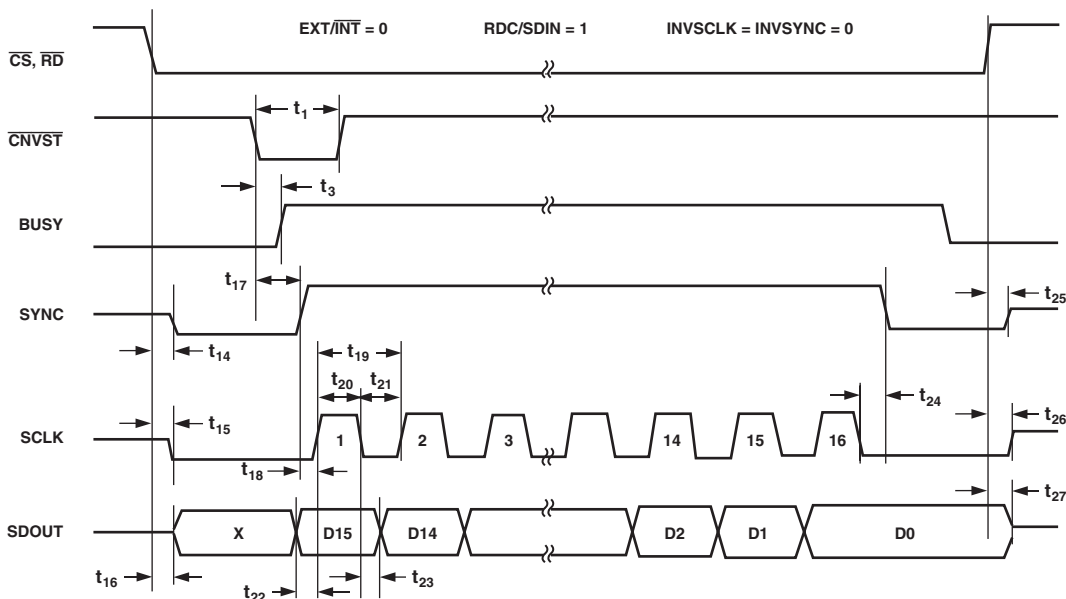 EXT/INT = 0 RDC/SDIN = 1 INVSCLK = INVSYNC = 0
CS, RD
t1
CNVST
t3
BUSY
t17
SYNC
t25
t14
t19
t20 t21
t24
t15
t26
SCLK
1 2 3 14 15 16
t18
t27
SDOUT
X D15 D14 D2 D1 D0
t16
t22
t23